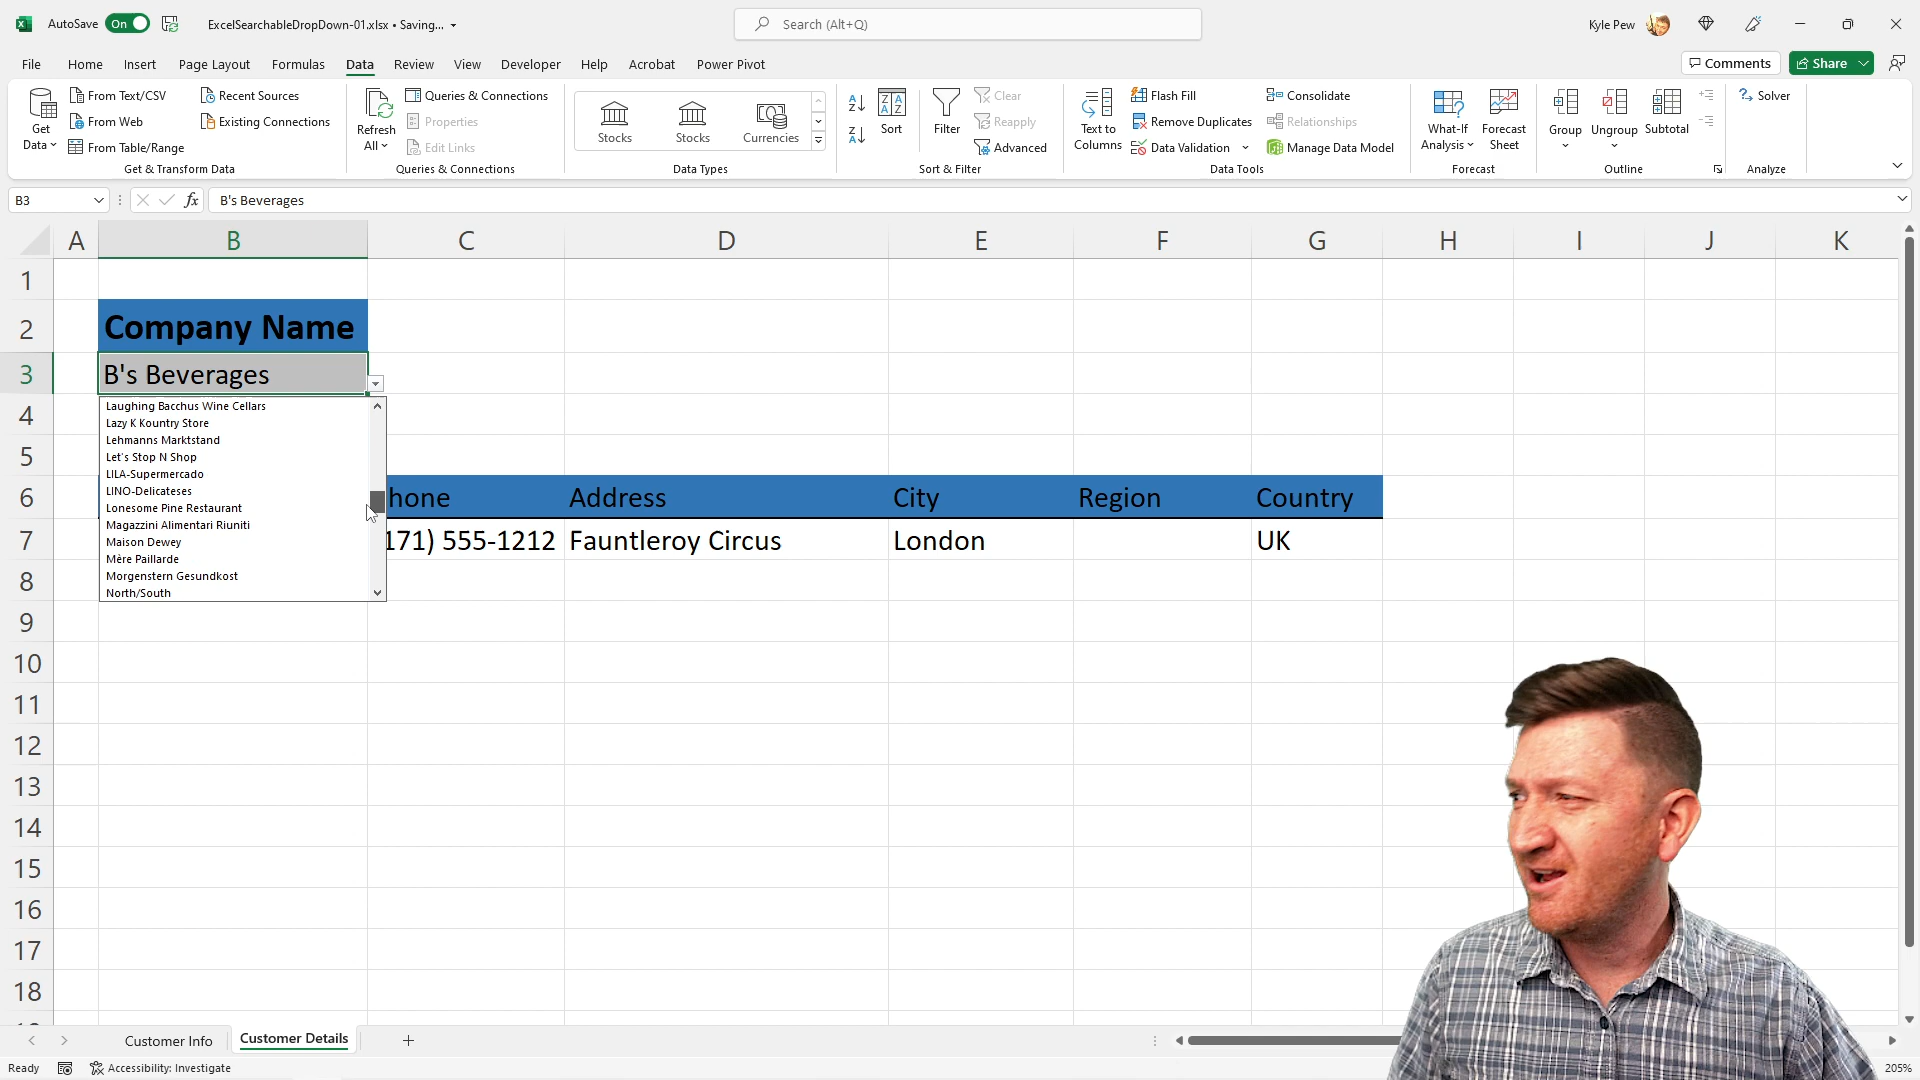 AutoSave On ExcelSearchableDropDown-01.xlsx • Saving... Search (Alt+Q) Kyle Pew
File Home Insert Page Layout Formulas Data Review View Developer Help Acrobat Power Pivot Comments Share
Get Data
From Text/CSV
From Web
From Table/Range
Recent Sources
Existing Connections
Get & Transform Data
Refresh All
Queries & Connections
Properties
Edit Links
Queries & Connections
Stocks Stocks Currencies
Data Types
Sort
Filter
Clear
Reapply
Advanced
Sort & Filter
Text to Columns
Flash Fill
Remove Duplicates
Data Validation
Consolidate
Relationships
Manage Data Model
Data Tools
What-If Analysis
Forecast Sheet
Forecast
Group Ungroup Subtotal
Outline
Solver
Analyze
B3 fx B's Beverages
A B C D E F G H I J K
1
2 Company Name
3 B's Beverages
Laughing Bacchus Wine Cellars
Lazy K Kountry Store
Lehmanns Marktstand
Let's Stop N Shop
LILA-Supermercado
LINO-Delicateses
Lonesome Pine Restaurant
Magazzini Alimentari Riuniti
Maison Dewey
Mère Paillarde
Morgenstern Gesundkost
North/South
4
5
6 hone Address City Region Country
7 171) 555-1212 Fauntleroy Circus London UK
8
9
10
11
12
13
14
15
16
17
18
Customer Info Customer Details
Ready Accessibility: Investigate 205%